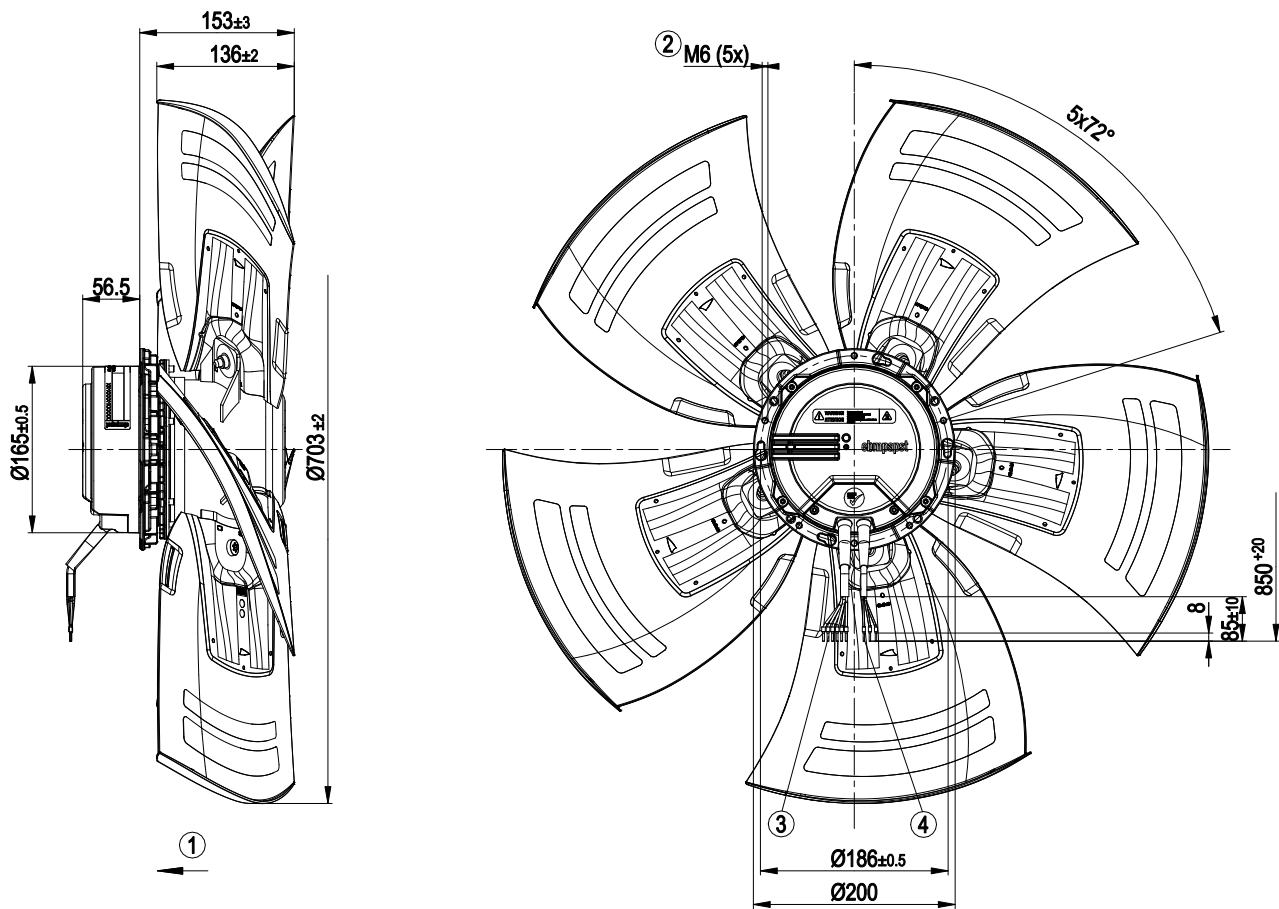 153±3
136±2
② M6 (5x)
5x72°
56.5
Ø165±0.5
Ø703 ±2
WARNING
ebmpapst
850 +20
85±10
8
③
④
①
Ø186±0.5
Ø200